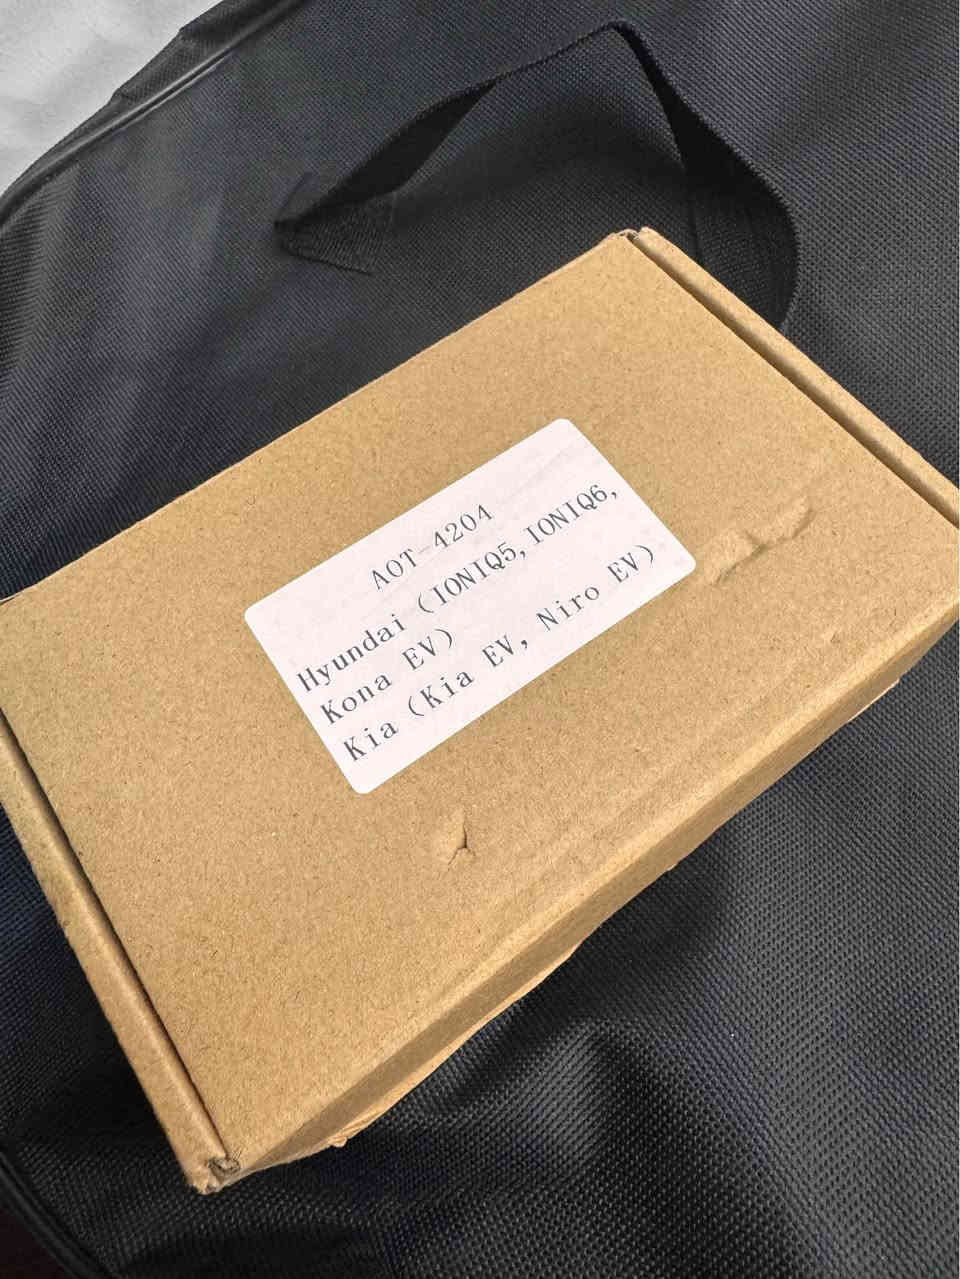 AOT-4204
Hyundai (IONIQ5, IONIQ6,
Kona EV)
Kia (Kia EV, Niro EV)